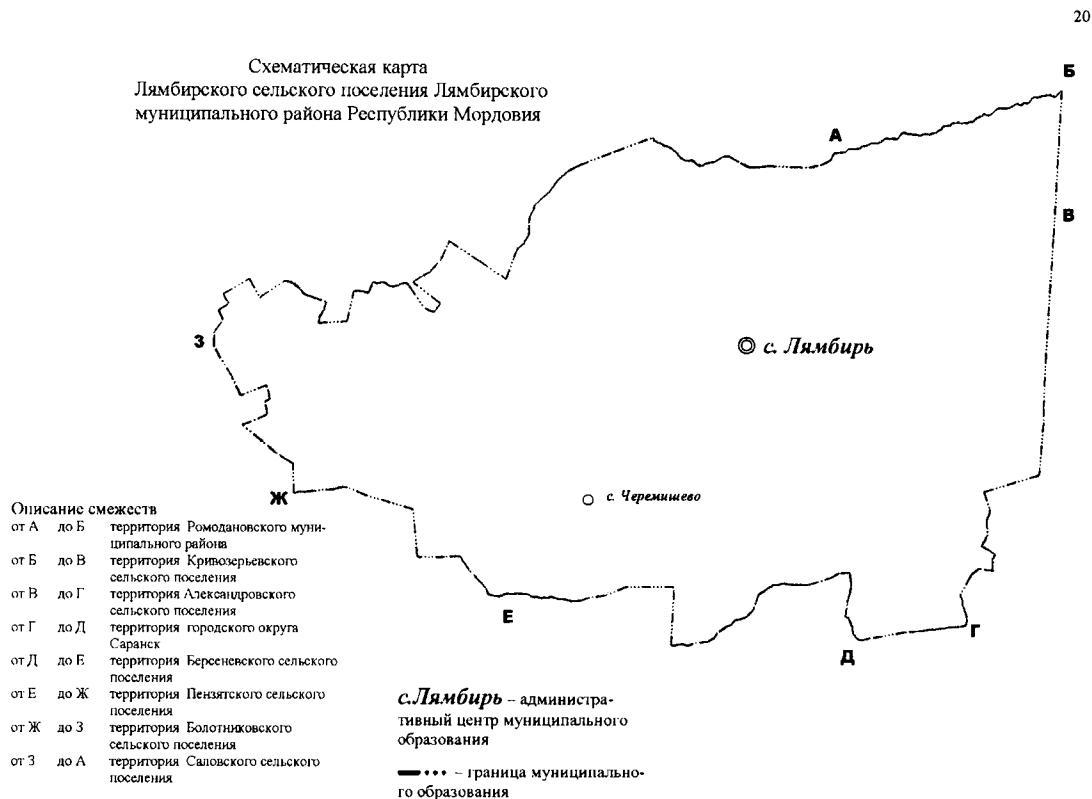 20
Схематическая карта
Лямбирского сельского поселения Лямбирского
муниципального района Республики Мордовия
Б
А
В
З
с. Лямбирь
Ж
с. Черемишево
Е
Д
Г
Описание смежеств
от А до Б территория Ромодановского муни-
ципального района
от Б до В территория Кривозерьевского
сельского поселения
от В до Г территория Александровского
сельского поселения
от Г до Д территория городского округа
Саранск
от Д до Е территория Берсеневского сельского
поселения
от Е до Ж территория Пензятского сельского
поселения
от Ж до З территория Болотниковского
сельского поселения
от З до А территория Саловского сельского
поселения
с.Лямбирь – администра-
тивный центр муниципального
образования
– граница муниципально-
го образования